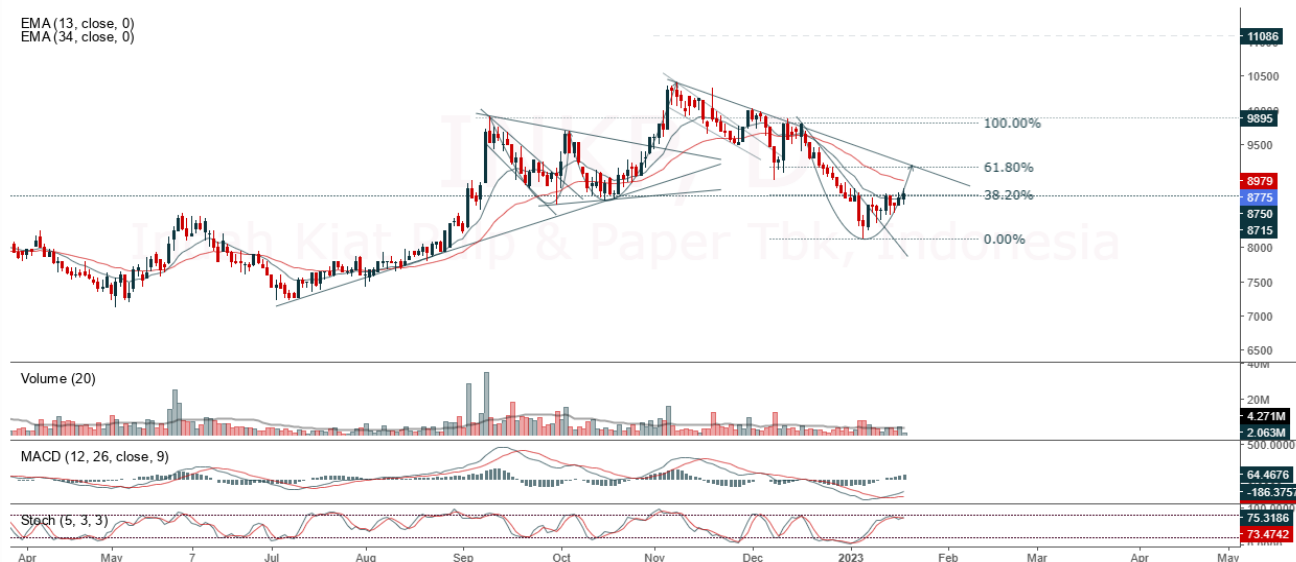 EMA (13, close, 0)
EMA (34, close, 0)
11086
10500
9895
100.00%
9500
61.80%
8979
38.20%
8775
8750
8715
0.00%
8000
7500
7000
6500
Indah Kiat Pulp & Paper Tbk Indonesia
Volume (20)
40M
20M
4.271M
2.063M
MACD (12, 26, close, 9)
500.0000
64.4676
-186.3757
Stoch (5, 3, 3)
100.0000
75.3186
73.4742
Apr May 7 Jul Aug Sep Oct Nov Dec 2023 Feb Mar Apr May